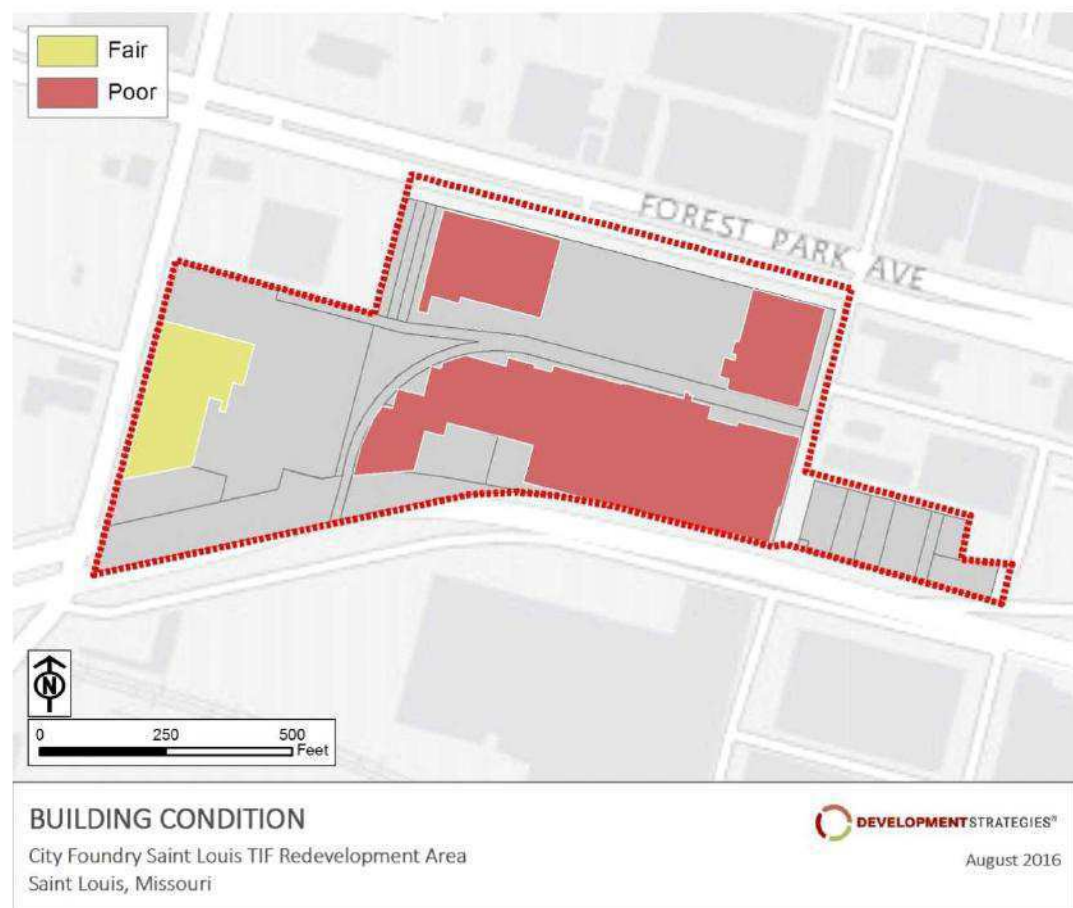 Fair
Poor
FOREST PARK AVE
N
0 250 500
Feet
BUILDING CONDITION
City Foundry Saint Louis TIF Redevelopment Area
Saint Louis, Missouri
DEVELOPMENTSTRATEGIES®
August 2016